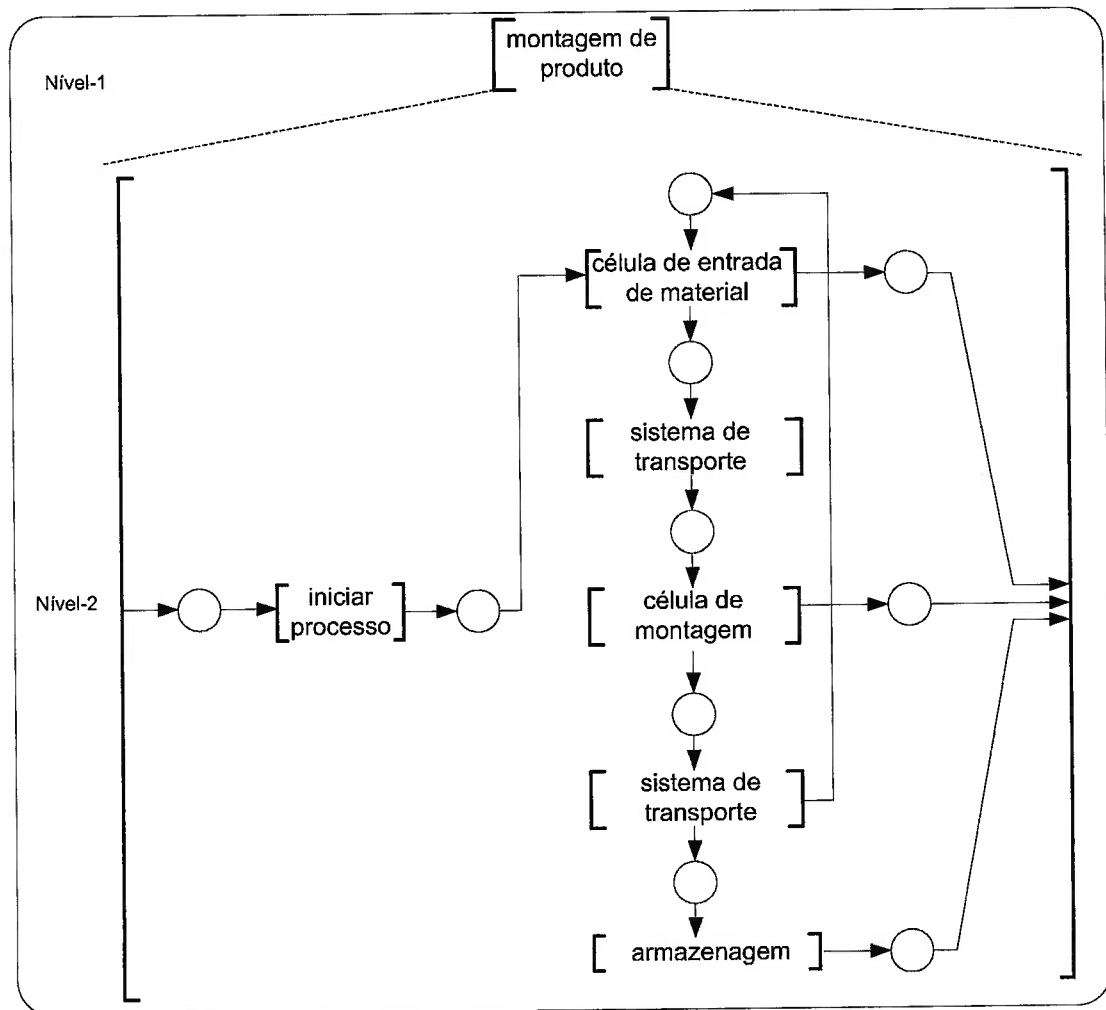 montagem de
produto
Nível-1
célula de entrada
de material
sistema de
transporte
Nível-2
iniciar
processo
célula de
montagem
sistema de
transporte
armazenagem